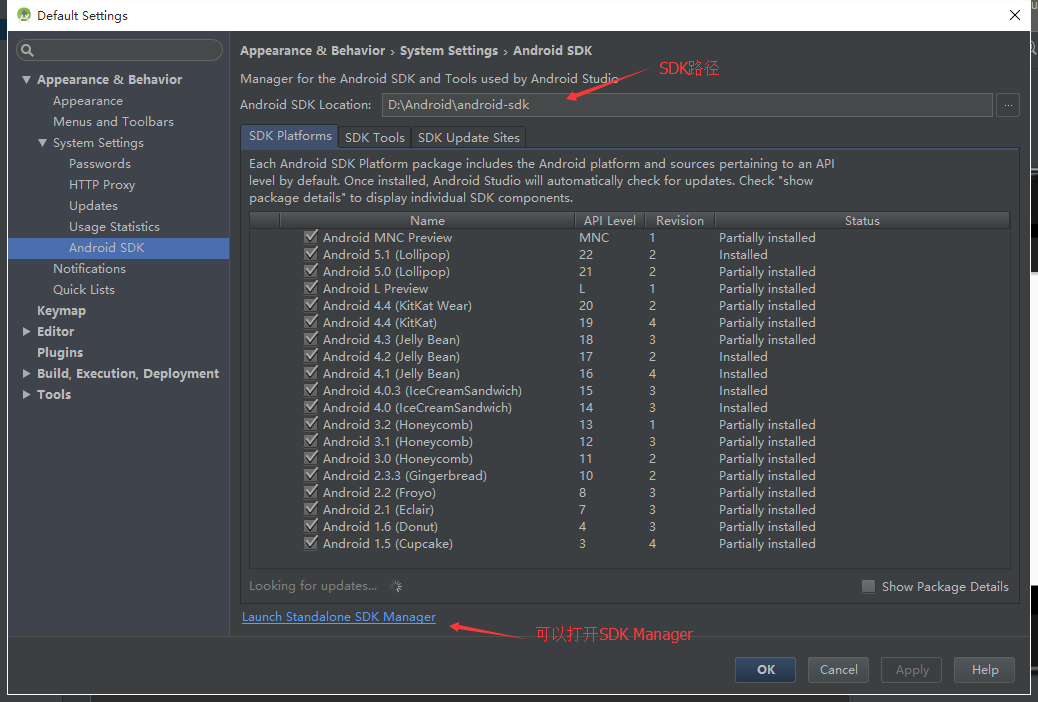 Default Settings
Appearance & Behavior
Appearance
Menus and Toolbars
System Settings
Passwords
HTTP Proxy
Updates
Usage Statistics
Android SDK
Notifications
Quick Lists
Keymap
Editor
Plugins
Build, Execution, Deployment
Tools
Appearance & Behavior › System Settings › Android SDK
Manager for the Android SDK and Tools used by Android Studio
SDK路径
Android SDK Location: D:\Android\android-sdk ...
SDK Platforms SDK Tools SDK Update Sites
Each Android SDK Platform package includes the Android platform and sources pertaining to an API
level by default. Once installed, Android Studio will automatically check for updates. Check "show
package details" to display individual SDK components.
Name API Level Revision Status
Android MNC Preview MNC 1 Partially installed
Android 5.1 (Lollipop) 22 2 Installed
Android 5.0 (Lollipop) 21 2 Partially installed
Android L Preview L 1 Partially installed
Android 4.4 (KitKat Wear) 20 2 Partially installed
Android 4.4 (KitKat) 19 4 Partially installed
Android 4.3 (Jelly Bean) 18 3 Partially installed
Android 4.2 (Jelly Bean) 17 2 Installed
Android 4.1 (Jelly Bean) 16 4 Installed
Android 4.0.3 (IceCreamSandwich) 15 3 Installed
Android 4.0 (IceCreamSandwich) 14 3 Installed
Android 3.2 (Honeycomb) 13 1 Partially installed
Android 3.1 (Honeycomb) 12 3 Partially installed
Android 3.0 (Honeycomb) 11 2 Partially installed
Android 2.3.3 (Gingerbread) 10 2 Partially installed
Android 2.2 (Froyo) 8 3 Partially installed
Android 2.1 (Eclair) 7 3 Partially installed
Android 1.6 (Donut) 4 3 Partially installed
Android 1.5 (Cupcake) 3 4 Partially installed
Looking for updates... Show Package Details
Launch Standalone SDK Manager
可以打开SDK Manager
OK Cancel Apply Help